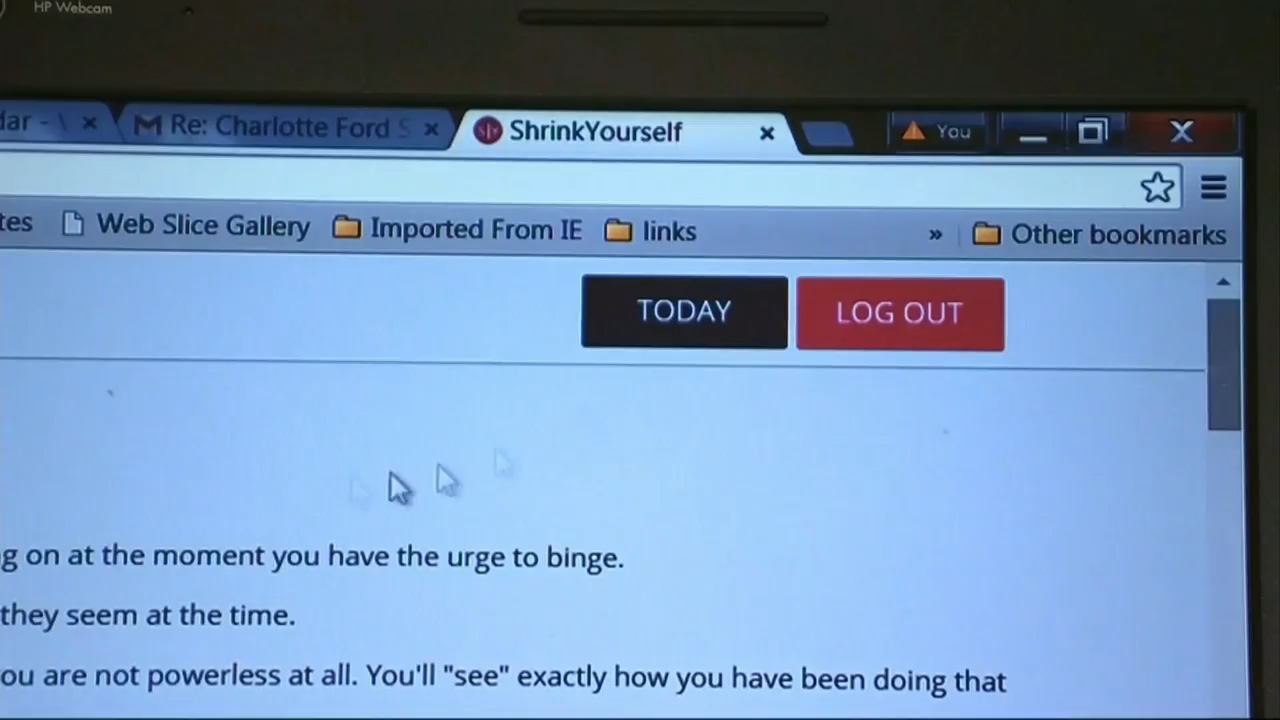 HP Webcam
dar - \
Re: Charlotte Ford S
ShrinkYourself
You
tes
Web Slice Gallery
Imported From IE
links
»
Other bookmarks
TODAY
LOG OUT
g on at the moment you have the urge to binge.
they seem at the time.
ou are not powerless at all. You'll "see" exactly how you have been doing that